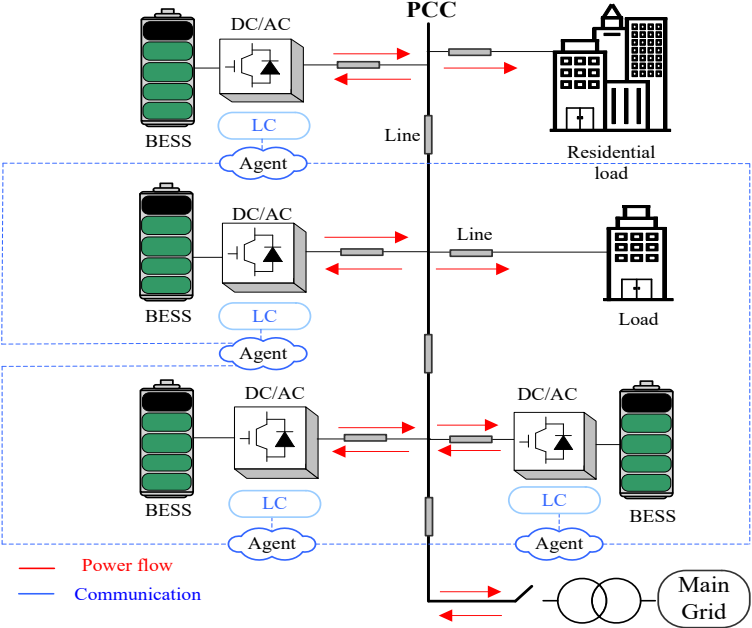 PCC
DC/AC
BESS
LC
Agent
Line
Residential
load
DC/AC
BESS
LC
Agent
Line
Load
DC/AC
BESS
LC
Agent
DC/AC
BESS
LC
Agent
Power flow
Communication
Main
Grid